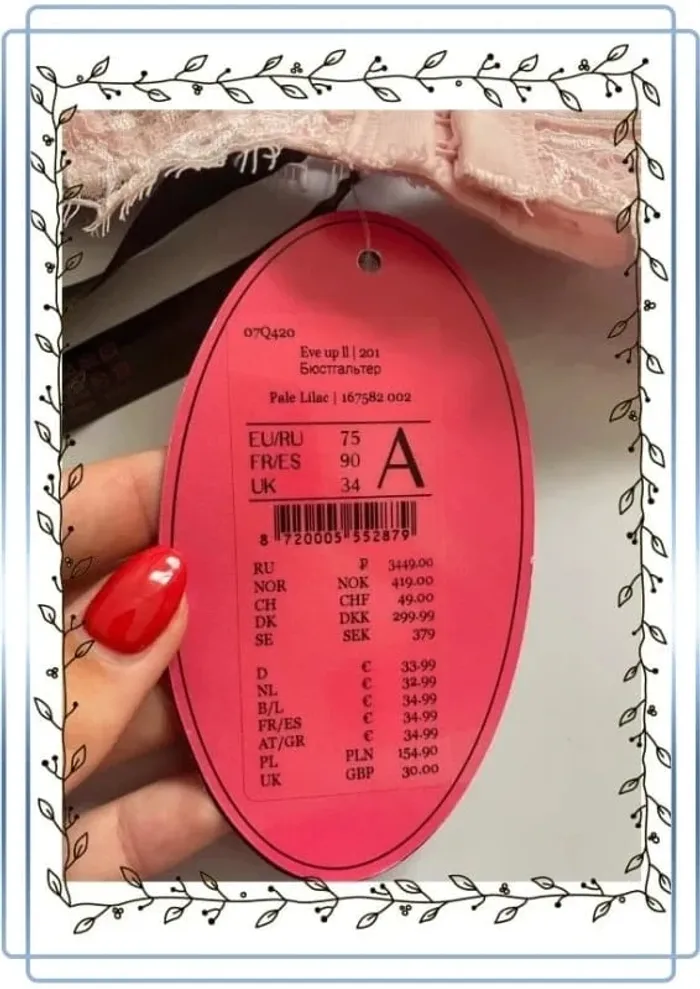 07Q420
Eve up ll | 201
Бюстгальтер
Pale Lilac | 167582 002
EU/RU 75 A
FR/ES 90
UK 34
8 720005 552879
RU ₽ 3449.00
NOR NOK 419.00
CH CHF 49.00
DK DKK 299.99
SE SEK 379
D € 33.99
NL € 32.99
B/L € 34.99
FR/ES € 34.99
AT/GR € 34.99
PL PLN 154.90
UK GBP 30.00